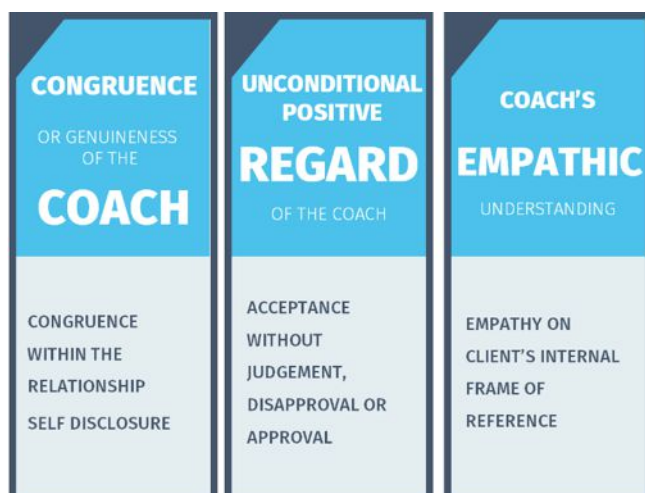 CONGRUENCE
OR GENUINENESS
OF THE
COACH
CONGRUENCE
WITHIN THE
RELATIONSHIP
SELF DISCLOSURE
UNCONDITIONAL
POSITIVE
REGARD
OF THE COACH
ACCEPTANCE
WITHOUT
JUDGEMENT,
DISAPPROVAL OR
APPROVAL
COACH'S
EMPATHIC
UNDERSTANDING
EMPATHY ON
CLIENT'S INTERNAL
FRAME OF
REFERENCE